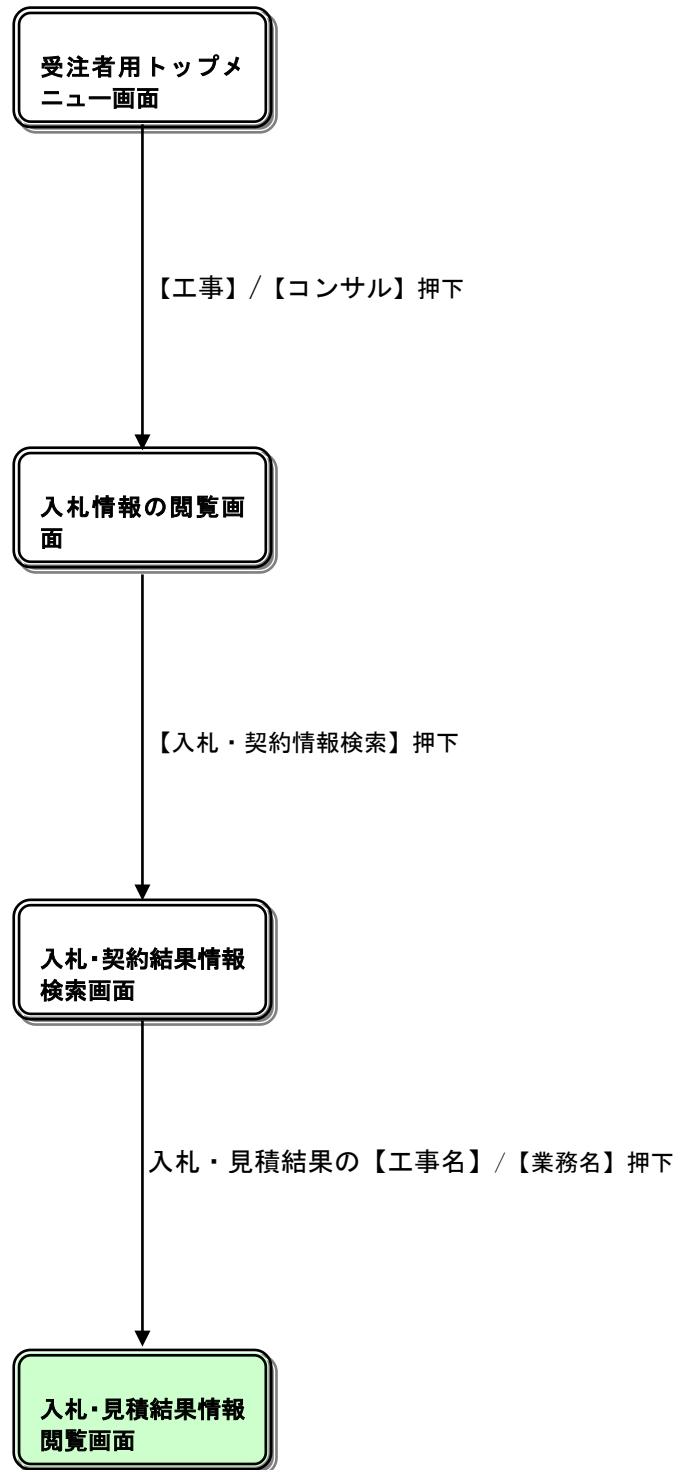 受注者用トップメ
ニュー画面
【工事】/【コンサル】押下
入札情報の閲覧画
面
【入札・契約情報検索】押下
入札・契約結果情報
検索画面
入札・見積結果の【工事名】/【業務名】押下
入札・見積結果情報
閲覧画面